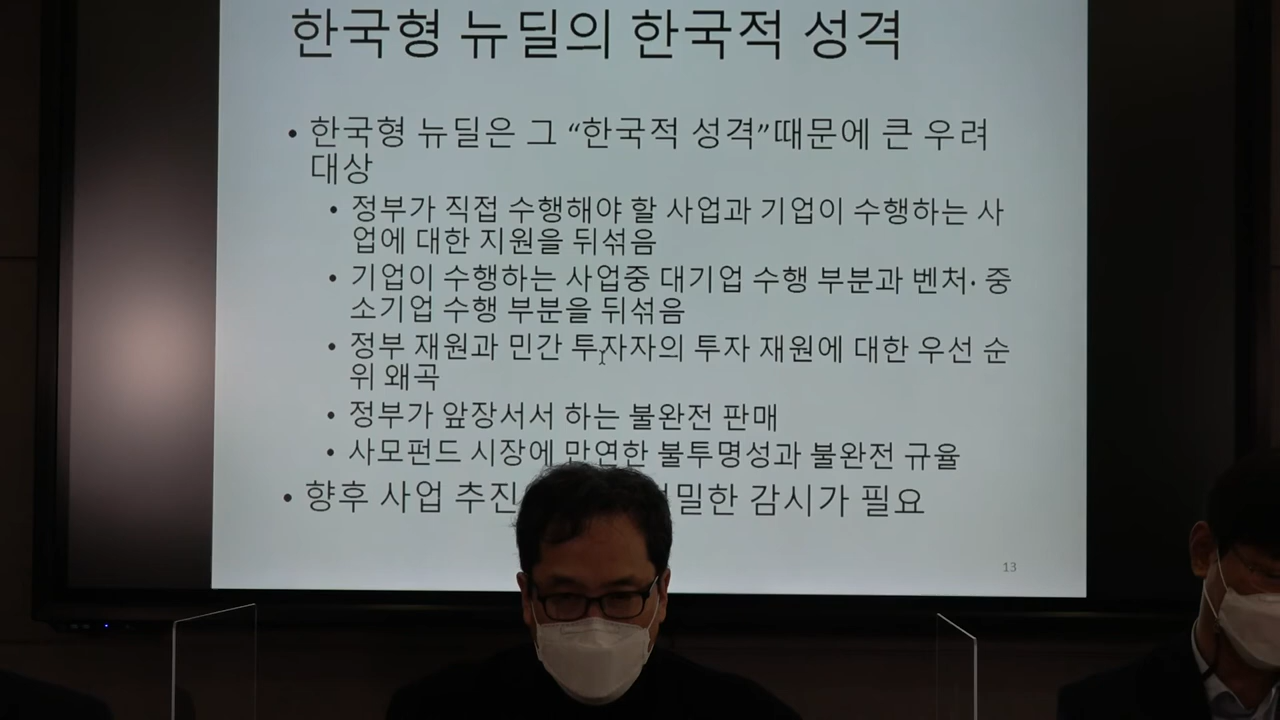 한국형 뉴딜의 한국적 성격
• 한국형 뉴딜은 그 “한국적 성격”때문에 큰 우려
대상
• 정부가 직접 수행해야 할 사업과 기업이 수행하는 사
업에 대한 지원을 뒤섞음
• 기업이 수행하는 사업중 대기업 수행 부분과 벤처· 중
소기업 수행 부분을 뒤섞음
• 정부 재원과 민간 투자자의 투자 재원에 대한 우선 순
위 왜곡
• 정부가 앞장서서 하는 불완전 판매
• 사모펀드 시장에 만연한 불투명성과 불완전 규율
• 향후 사업 추진 감시가 필요
13